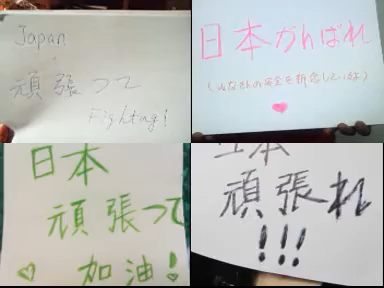 Japan
頑張って
Fighting!
日本がんばれ
(みなさんの安全を祈念しているよ)
日本
頑張って
加油!
日本
頑張れ
!!!